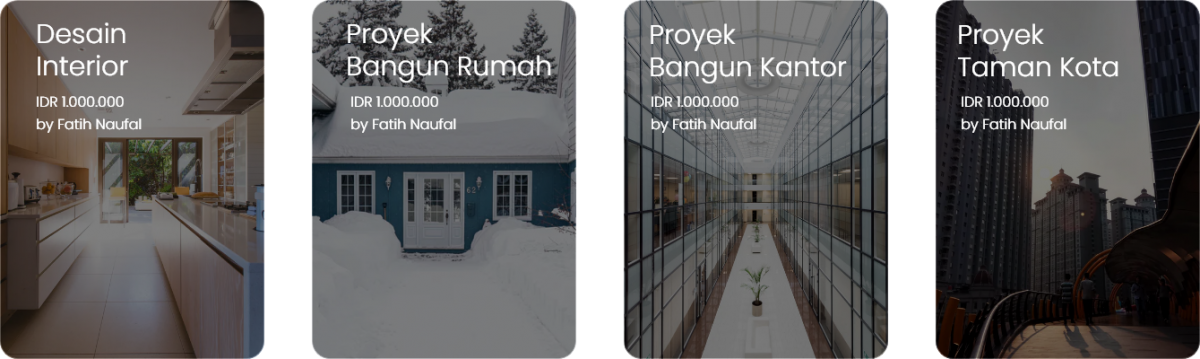 Desain
Interior
IDR 1.000.000
by Fatih Naufal
Proyek
Bangun Rumah
IDR 1.000.000
by Fatih Naufal
62
Proyek
Bangun Kantor
IDR 1.000.000
by Fatih Naufal
Proyek
Taman Kota
IDR 1.000.000
by Fatih Naufal